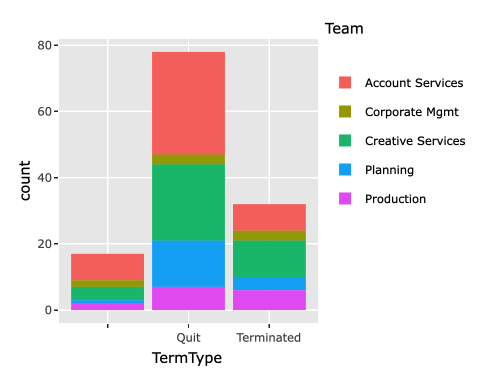 Team
Account Services
Corporate Mgmt
Creative Services
Planning
Production
count
80
60
40
20
0
Quit
Terminated
TermType